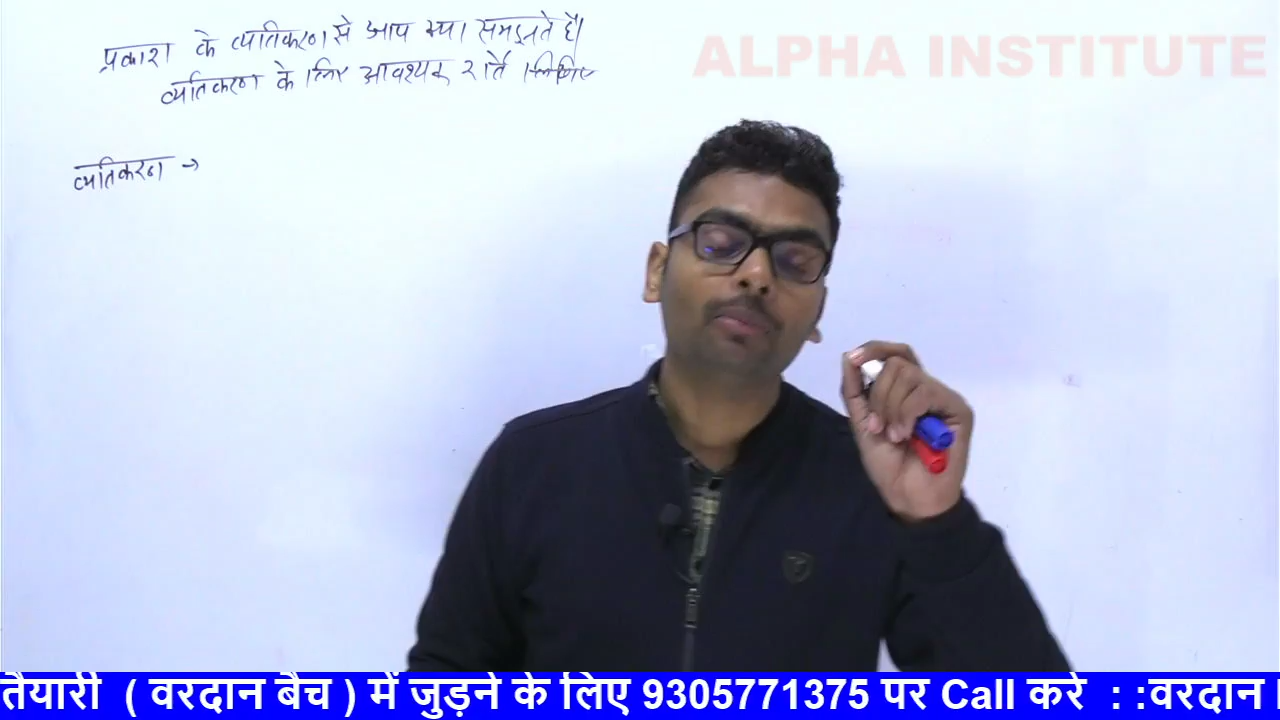 प्रकाश के व्यतिकरण से आप क्या समझते है।
ALPHA INSTITUTE
व्यतिकरण के लिए आवश्यक शर्ते लिखिए
व्यतिकरण →
तैयारी ( वरदान बैच ) में जुड़ने के लिए 9305771375 पर Call करे : :वरदान